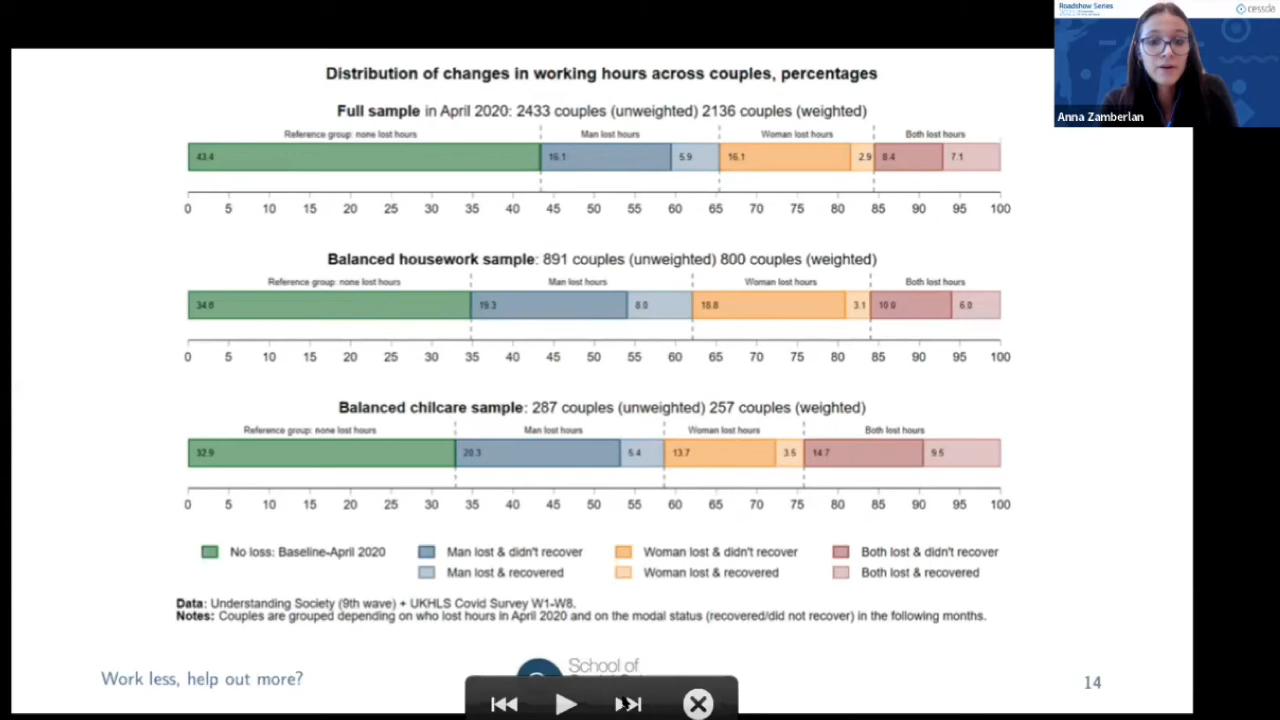 Roadshow Series
cessda
Anna Zamberlan
Distribution of changes in working hours across couples, percentages
Full sample in April 2020: 2433 couples (unweighted) 2136 couples (weighted)
Reference group: none lost hours Man lost hours Woman lost hours Both lost hours
43.4 16.1 5.9 16.1 2.9 8.4 7.1
0 5 10 15 20 25 30 35 40 45 50 55 60 65 70 75 80 85 90 95 100
Balanced housework sample: 891 couples (unweighted) 800 couples (weighted)
Reference group: none lost hours Man lost hours Woman lost hours Both lost hours
19.3 8.0 18.8 3.1 6.0
0 5 10 15 20 25 30 35 40 45 50 55 60 65 70 75 80 85 90 95 100
Balanced chilcare sample: 287 couples (unweighted) 257 couples (weighted)
Reference group: none lost hours Man lost hours Woman lost hours Both lost hours
32.9 20.3 5.4 13.7 14.7 9.5
0 5 10 15 20 25 30 35 40 45 50 55 60 65 70 75 80 85 90 95 100
No loss: Baseline-April 2020 Man lost & didn't recover Woman lost & didn't recover Both lost & didn't recover
Man lost & recovered Woman lost & recovered Both lost & recovered
Data: Understanding Society (9th wave) + UKHLS Covid Survey W1-W8.
Notes: Couples are grouped depending on who lost hours in April 2020 and on the modal status (recovered/did not recover) in the following months.
Work less, help out more?
School of
14